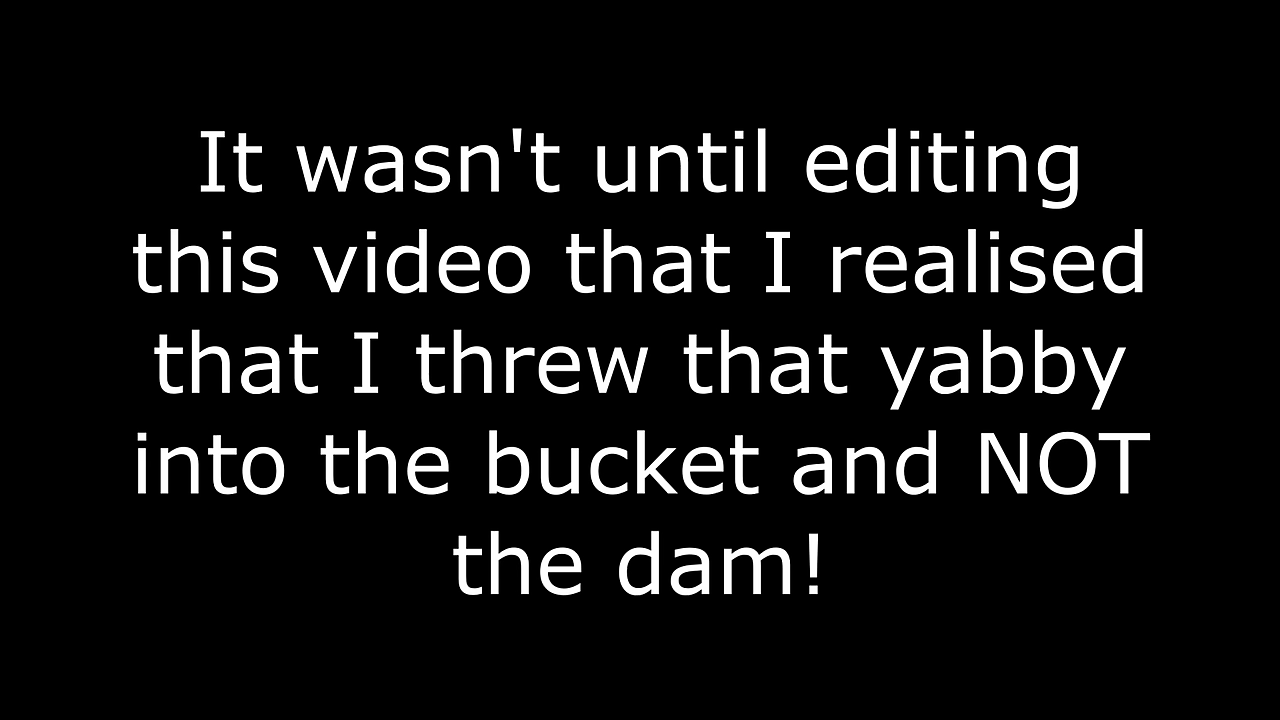 It wasn't until editing
this video that I realised
that I threw that yabby
into the bucket and NOT
the dam!